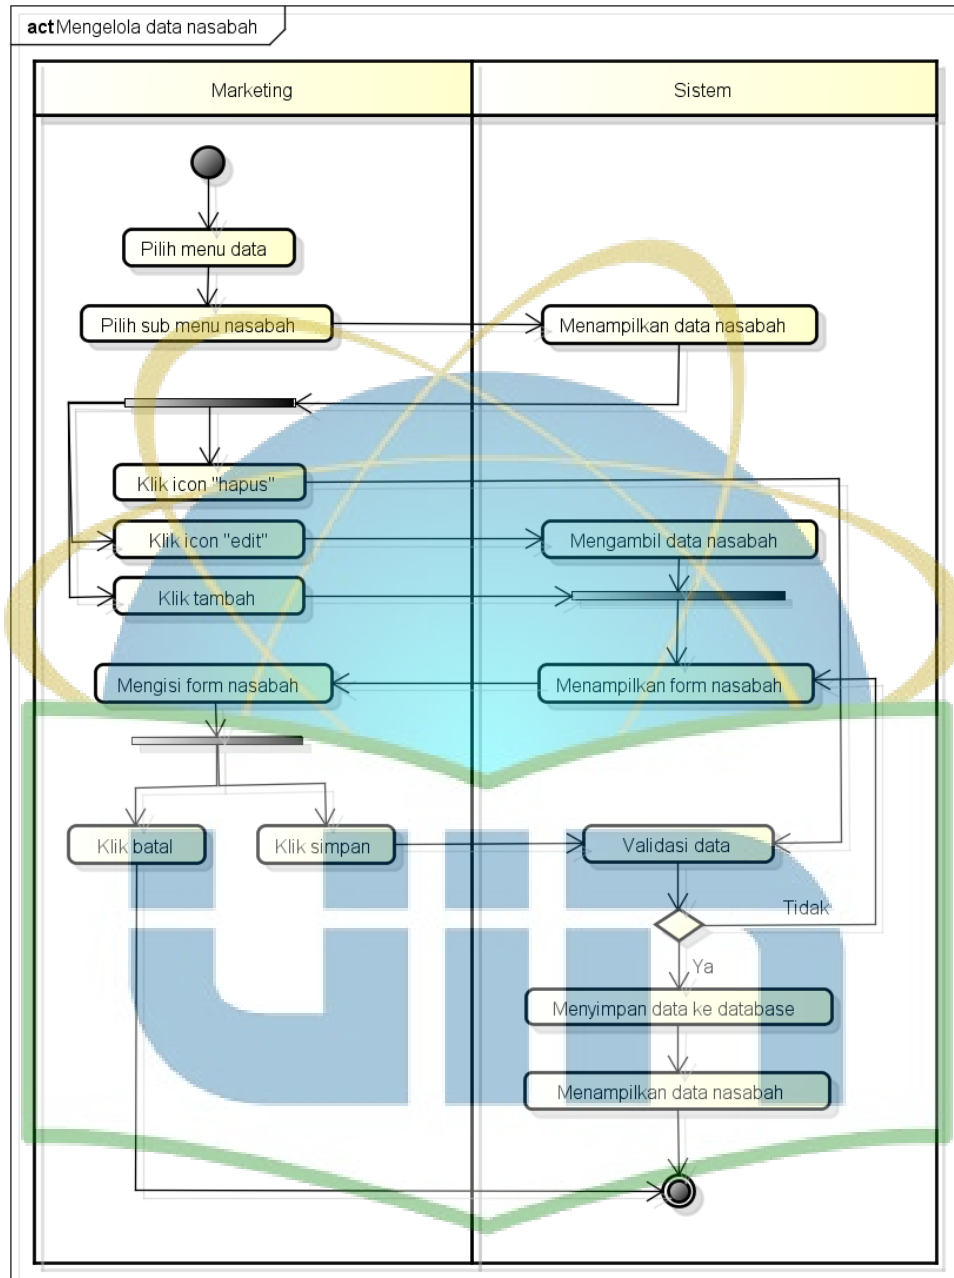 act Mengelola data nasabah
Marketing
Sistem
Pilih menu data
Pilih sub menu nasabah
Menampilkan data nasabah
Klik icon "hapus"
Klik icon "edit"
Mengambil data nasabah
Klik tambah
Mengisi form nasabah
Menampilkan form nasabah
Klik batal
Klik simpan
Validasi data
Tidak
Ya
Menyimpan data ke database
Menampilkan data nasabah
uin